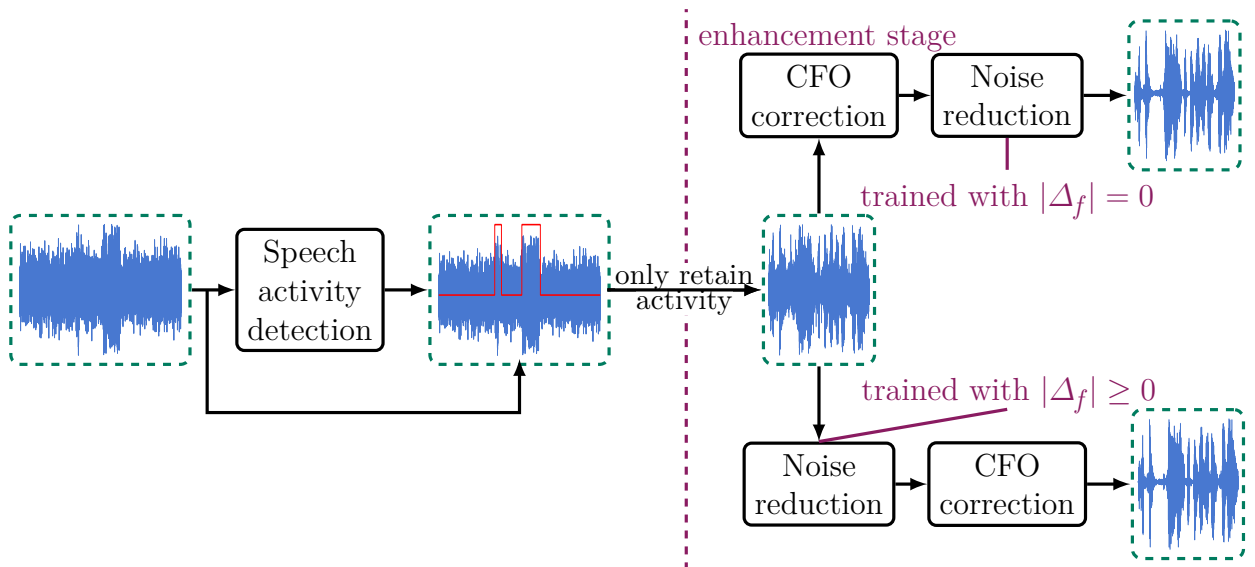 enhancement stage
CFO
correction
Noise
reduction
trained with |Δf| = 0
Speech
activity
detection
only retain
activity
trained with |Δf| ≥ 0
Noise
reduction
CFO
correction